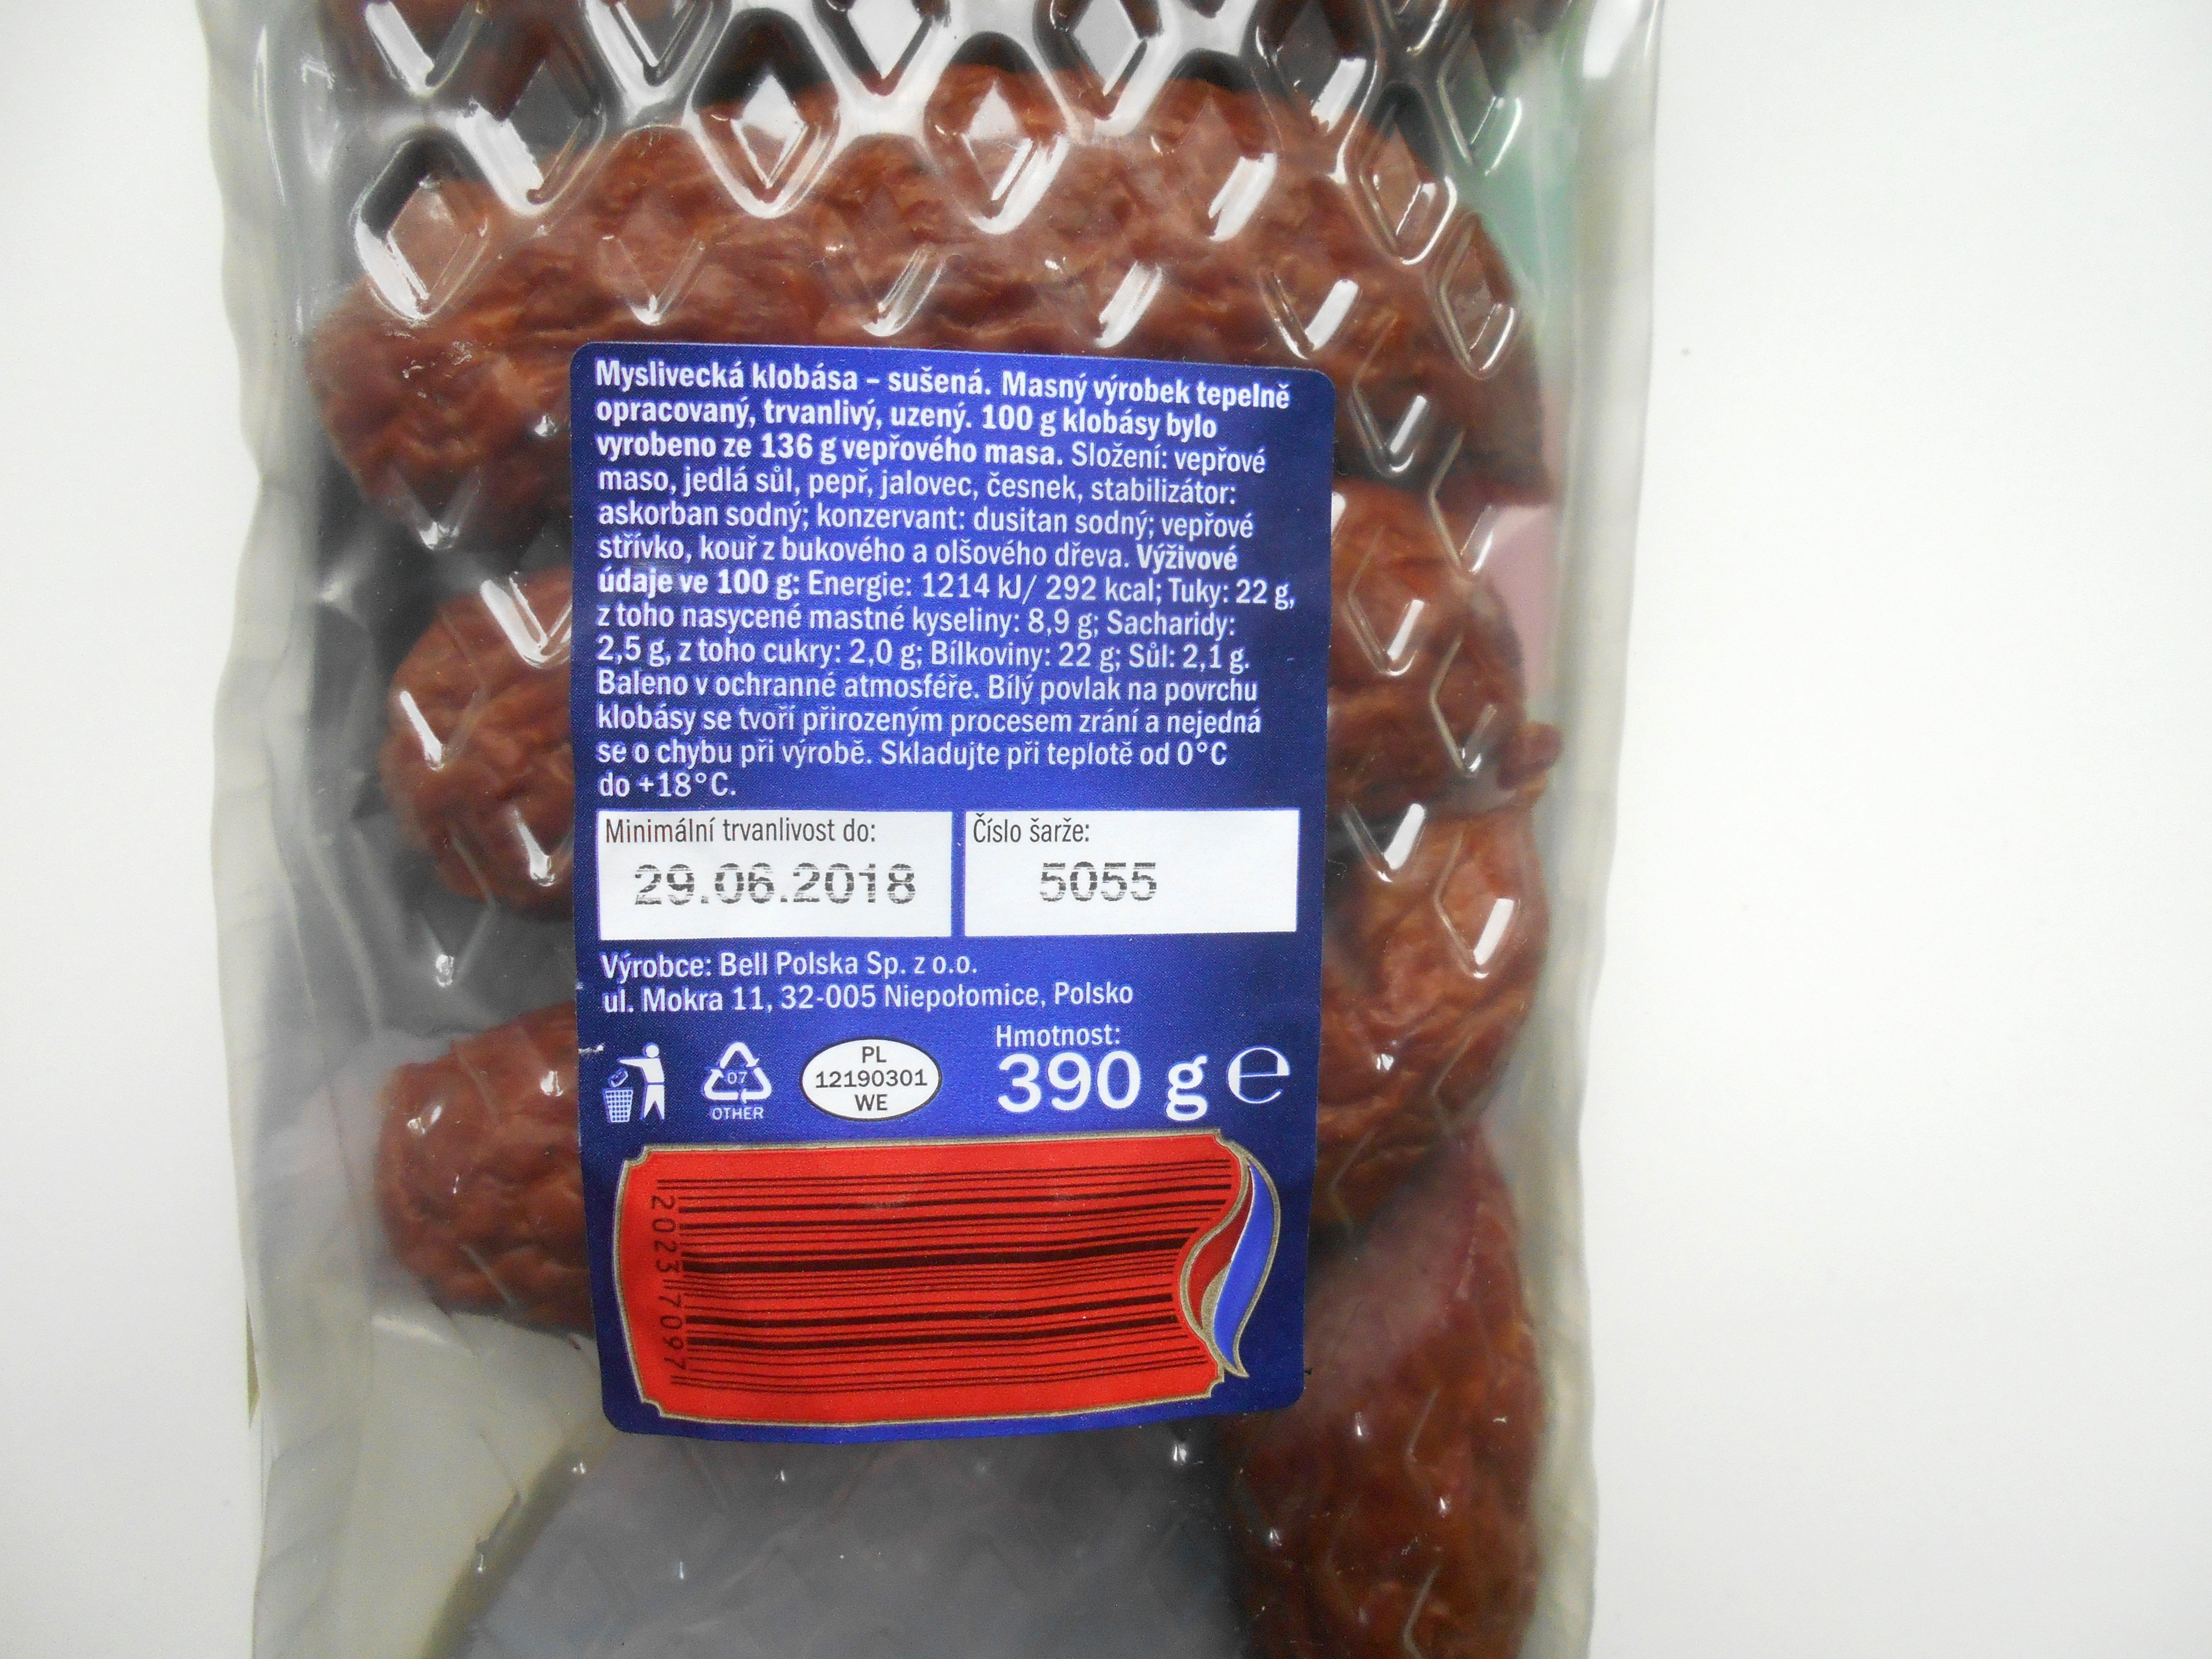 Myslivecká klobása – sušená. Masný výrobek tepelně
opracovaný, trvanlivý, uzený. 100 g klobásy bylo
vyrobeno ze 136 g vepřového masa. Složení: vepřové
maso, jedlá sůl, pepř, jalovec, česnek, stabilizátor:
askorban sodný; konzervant: dusitan sodný; vepřové
střívko, kouř z bukového a olšového dřeva. Výživové
údaje ve 100 g: Energie: 1214 kJ/ 292 kcal; Tuky: 22 g,
z toho nasycené mastné kyseliny: 8,9 g; Sacharidy:
2,5 g, z toho cukry: 2,0 g; Bílkoviny: 22 g; Sůl: 2,1 g.
Baleno v ochranné atmosféře. Bílý povlak na povrchu
klobásy se tvoří přirozeným procesem zrání a nejedná
se o chybu při výrobě. Skladujte při teplotě od 0°C
do +18°C.
Minimální trvanlivost do:
29.06.2018
Číslo šarže:
5055
Výrobce: Bell Polska Sp. z o.o.
ul. Mokra 11, 32-005 Niepołomice, Polsko
07
OTHER
PL
12190301
WE
Hmotnost:
390 g e
20237097